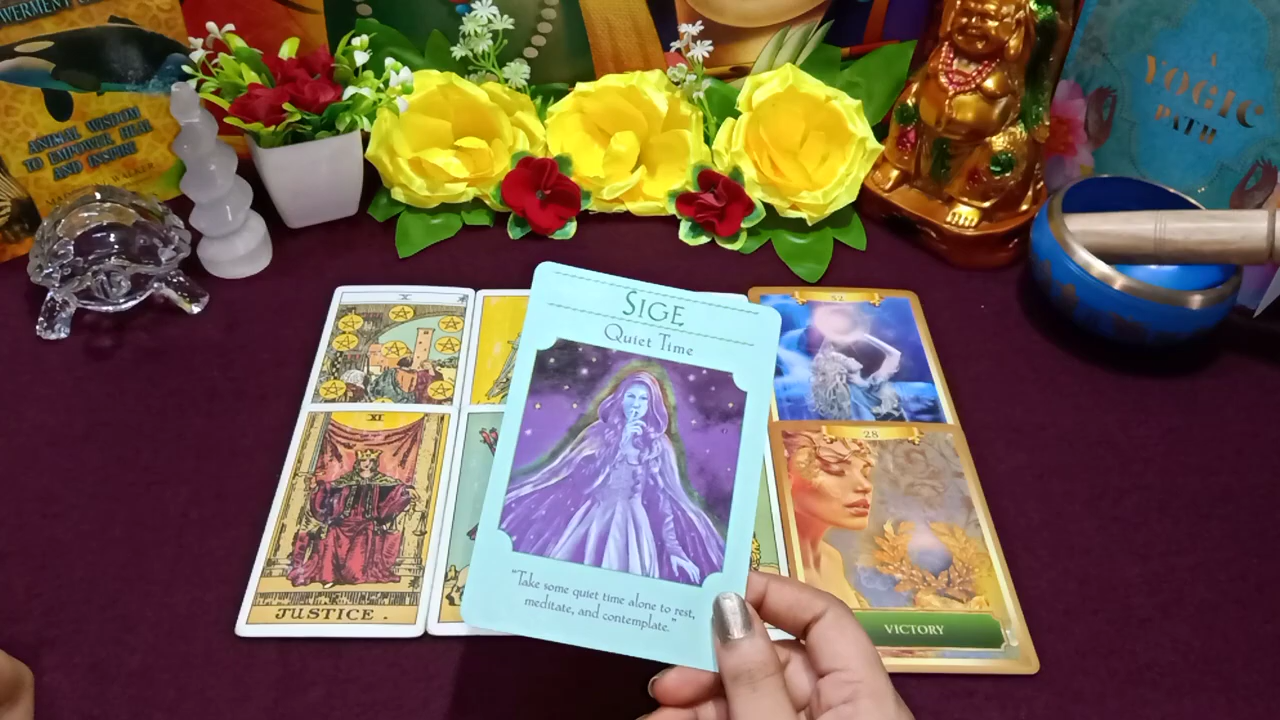 ANIMAL WISDOM
TO EMPOWER, HEAL
AND INSPIRE
YOGIC
PATH
X
52
SIGE
Quiet Time
XI
28
"Take some quiet time alone to rest,
meditate, and contemplate."
JUSTICE.
VICTORY